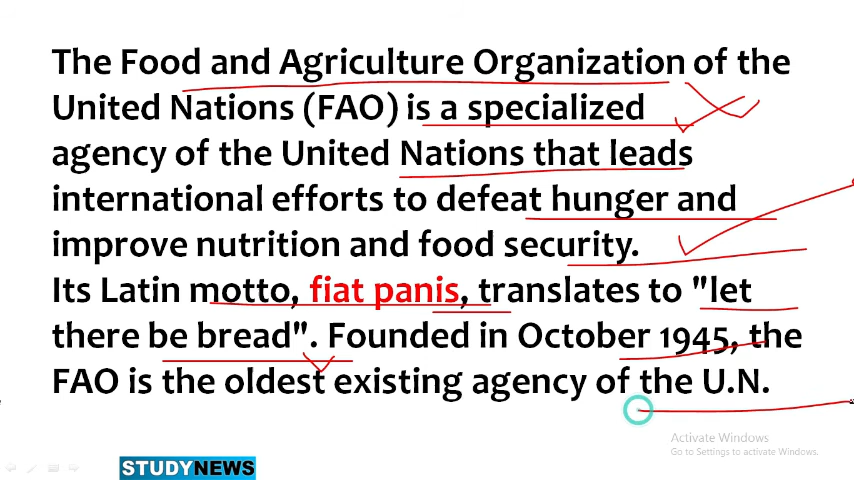 The Food and Agriculture Organization of the
United Nations (FAO) is a specialized
agency of the United Nations that leads
international efforts to defeat hunger and
improve nutrition and food security.
Its Latin motto, fiat panis, translates to "let
there be bread". Founded in October 1945, the
FAO is the oldest existing agency of the U.N.
Activate Windows
Go to Settings to activate Windows.
STUDYNEWS